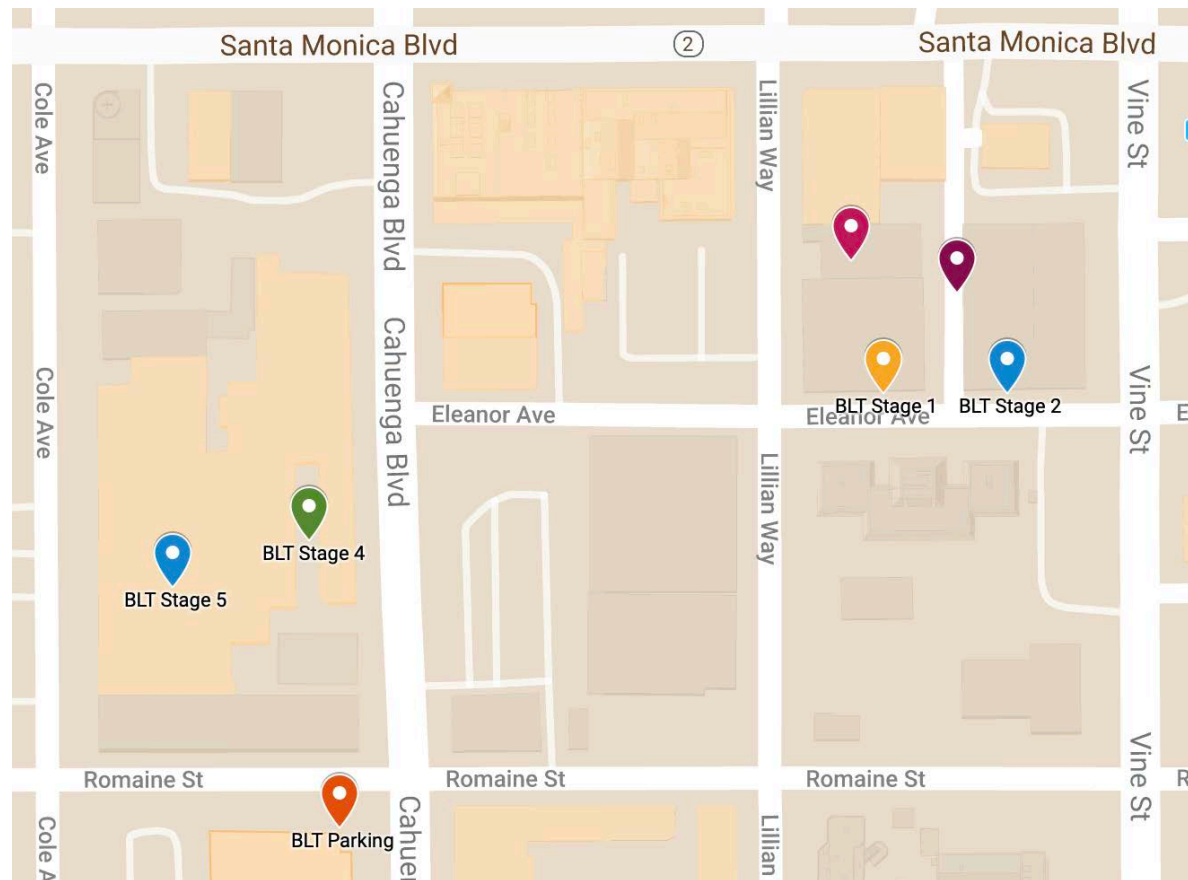 Santa Monica Blvd
2
Santa Monica Blvd
Cole Ave
Cahuenga Blvd
Lillian Way
Vine St
Cahuenga Blvd
Cole Ave
Vine St
BLT Stage 1
BLT Stage 2
Eleanor Ave
Eleanor Ave
E
Lillian Way
BLT Stage 4
BLT Stage 5
Vine St
Romaine St
Romaine St
Romaine St
R
BLT Parking
Cole A
Cahuen
Lillian